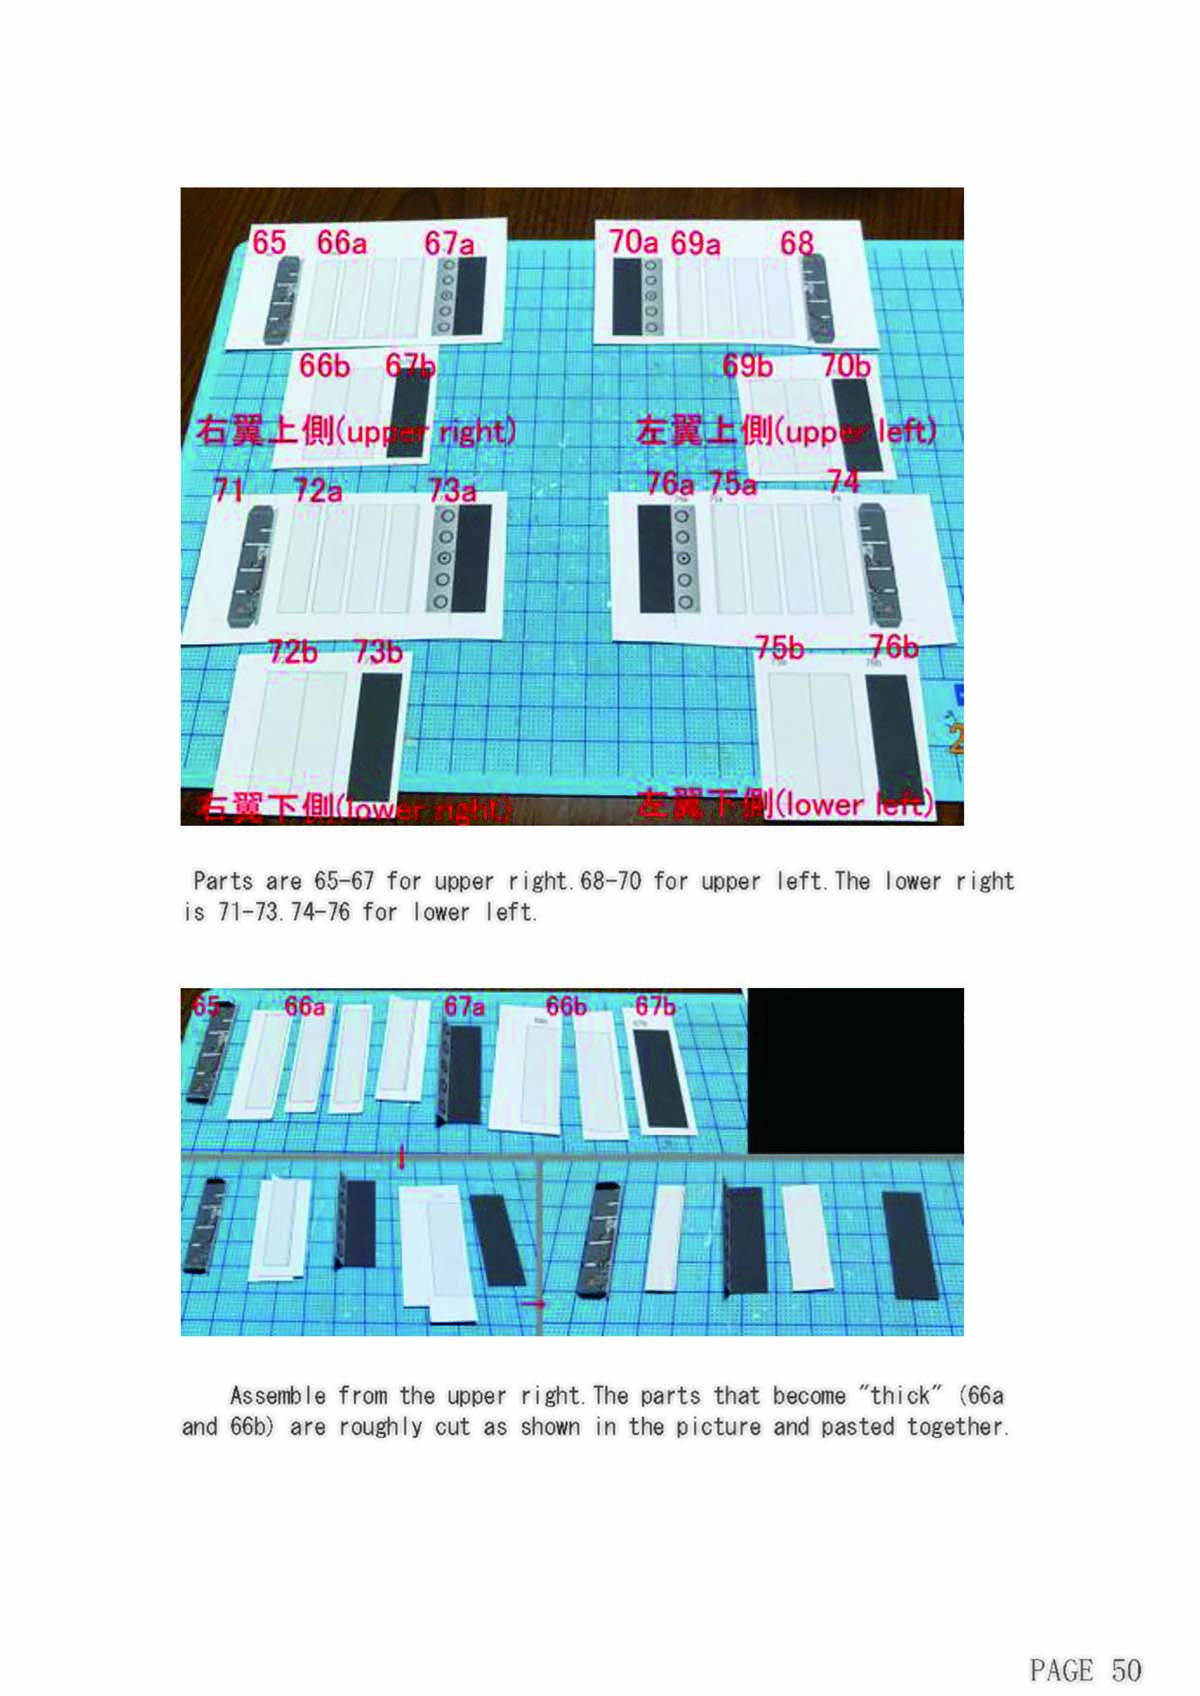 65 66a 67a 70a 69a 68
66b 67b 69b 70b
右翼上側(upper right) 左翼上側(upper left)
71 72a 73a 76a 75a 74
72b 73b 75b 76b
右翼下側(lower right) 左翼下側(lower left)
Parts are 65-67 for upper right.68-70 for upper left.The lower right
is 71-73.74-76 for lower left.
65 66a 67a 66b 67b
Assemble from the upper right.The parts that become "thick" (66a
and 66b) are roughly cut as shown in the picture and pasted together.
PAGE 50